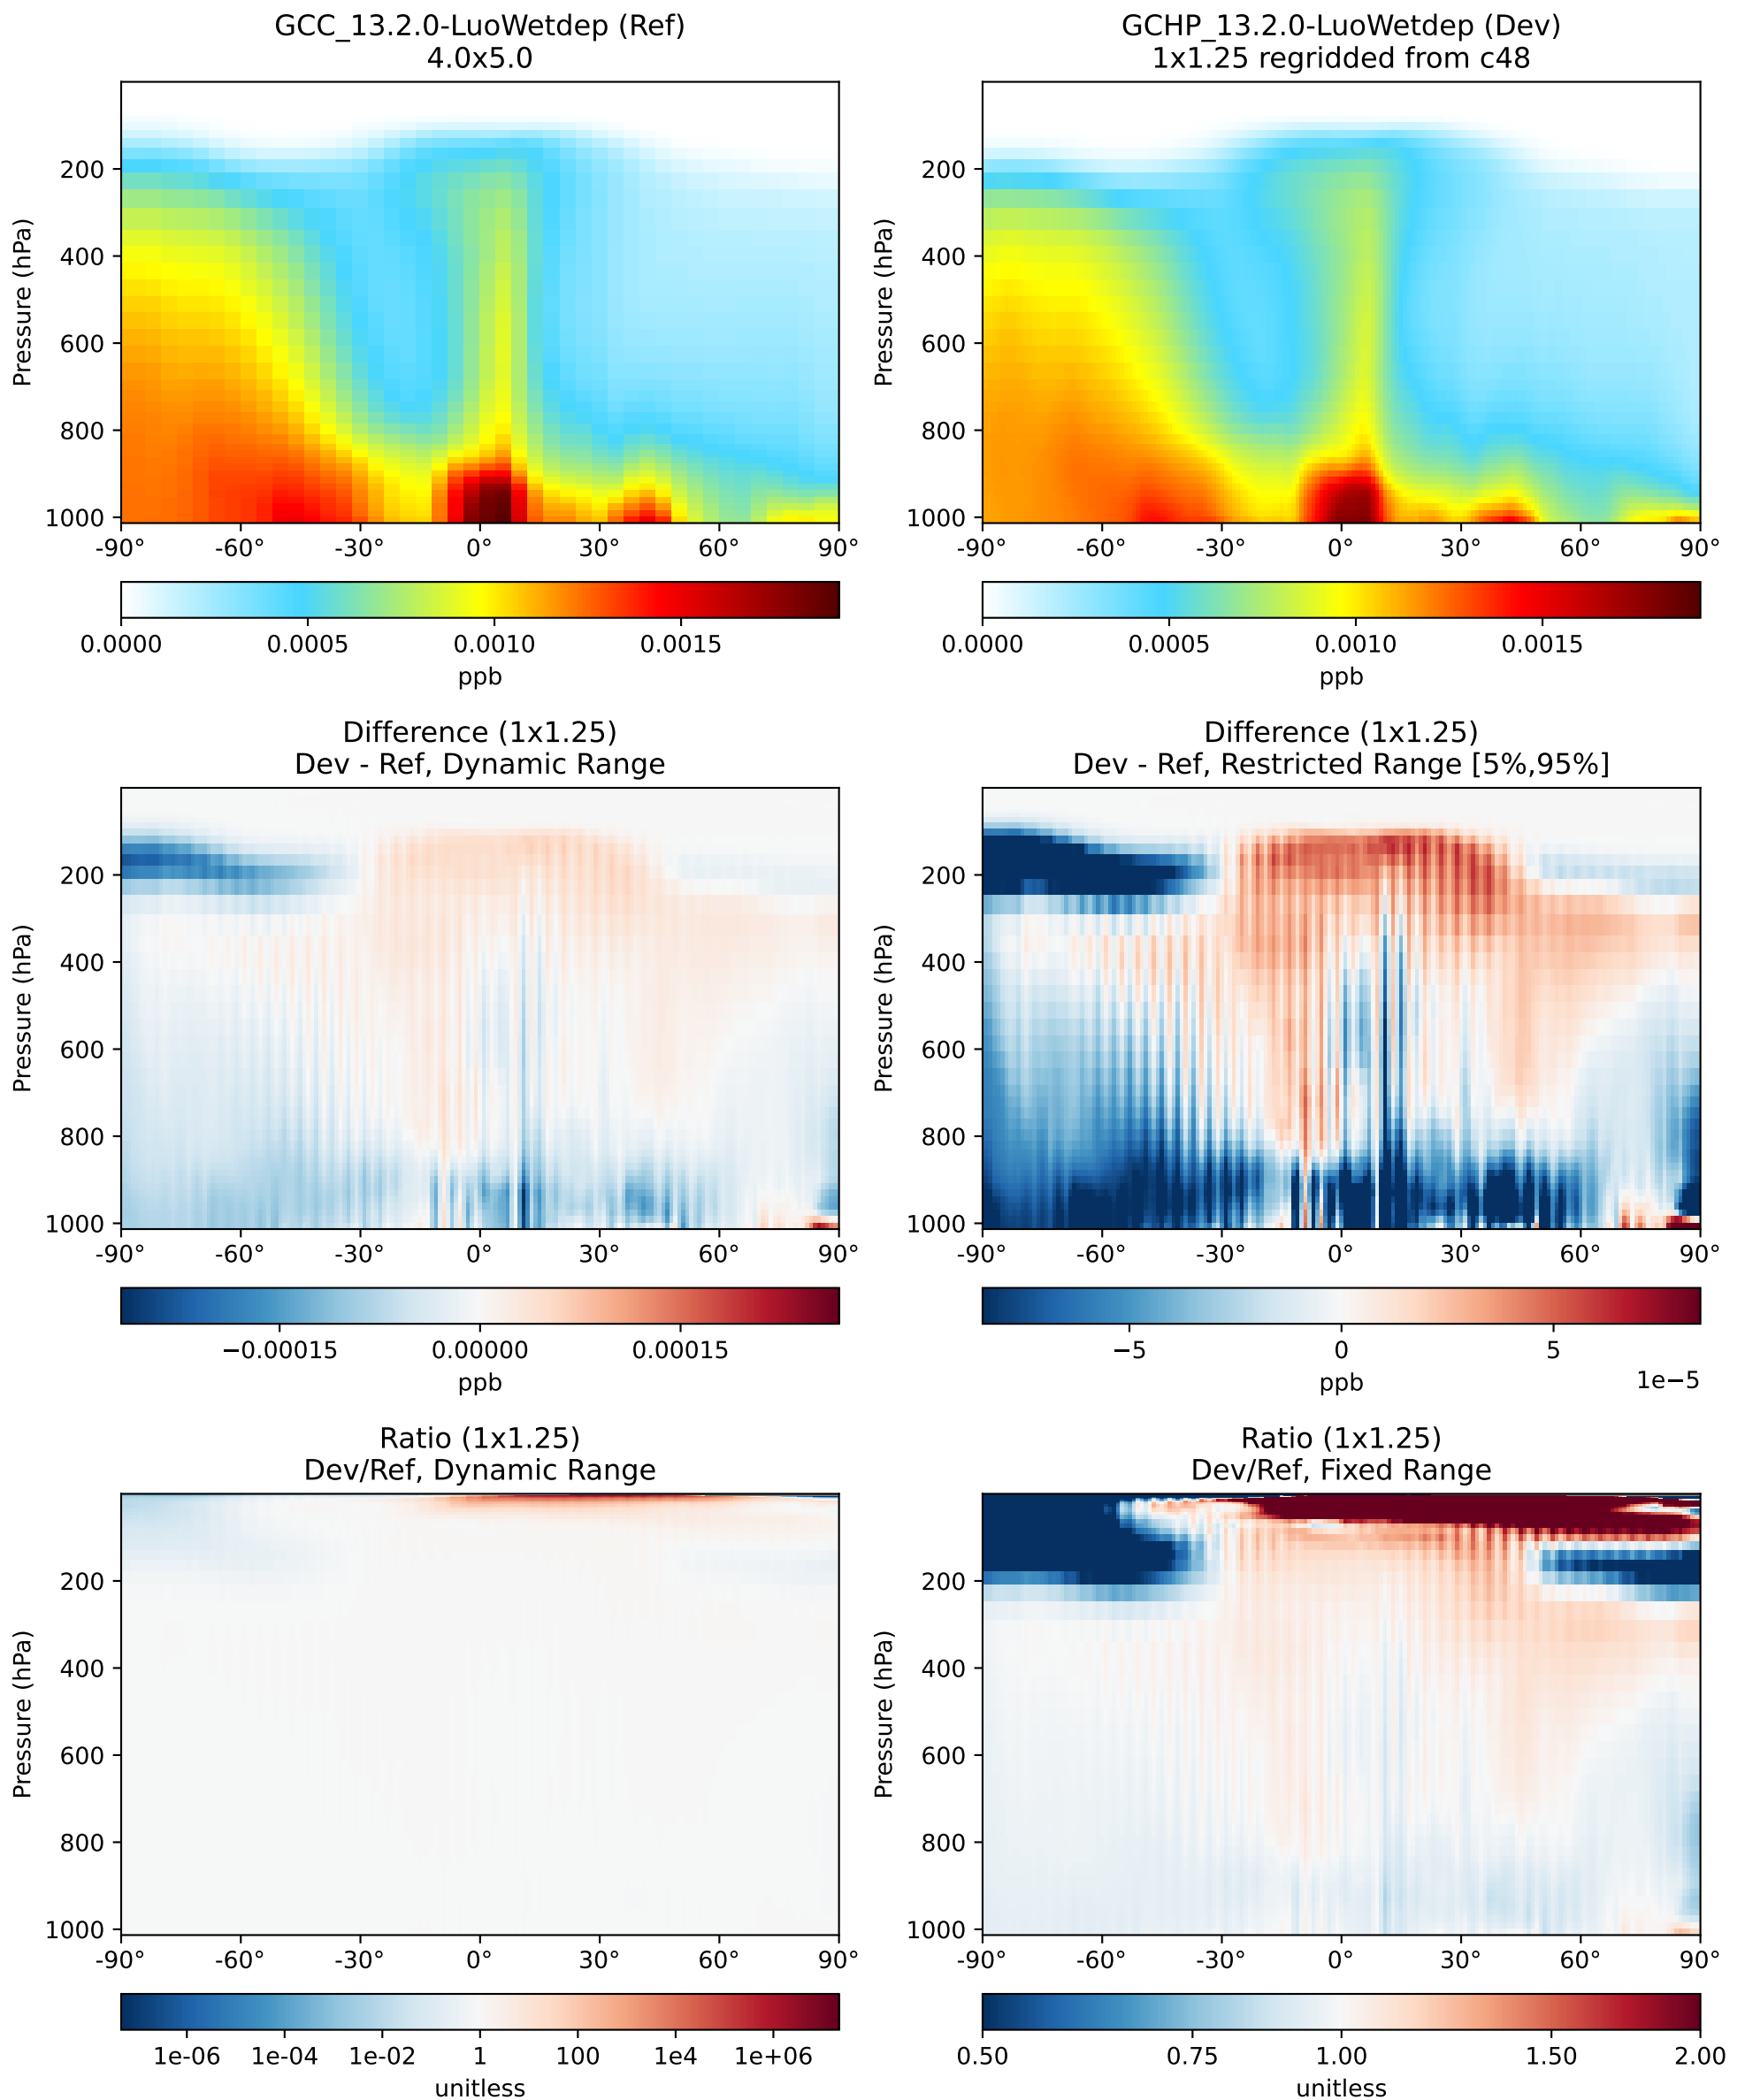 GCC_13.2.0-LuoWetdep (Ref)
4.0x5.0
Pressure (hPa)
200
400
600
800
1000
-90° -60° -30° 0° 30° 60° 90°
0.0000 0.0005 0.0010 0.0015
ppb
GCHP_13.2.0-LuoWetdep (Dev)
1x1.25 regridded from c48
Pressure (hPa)
200
400
600
800
1000
-90° -60° -30° 0° 30° 60° 90°
0.0000 0.0005 0.0010 0.0015
ppb
Difference (1x1.25)
Dev - Ref, Dynamic Range
Pressure (hPa)
200
400
600
800
1000
-90° -60° -30° 0° 30° 60° 90°
−0.00015 0.00000 0.00015
ppb
Difference (1x1.25)
Dev - Ref, Restricted Range [5%,95%]
Pressure (hPa)
200
400
600
800
1000
-90° -60° -30° 0° 30° 60° 90°
−5 0 5
ppb
1e−5
Ratio (1x1.25)
Dev/Ref, Dynamic Range
Pressure (hPa)
200
400
600
800
1000
-90° -60° -30° 0° 30° 60° 90°
1e-06 1e-04 1e-02 1 100 1e4 1e+06
unitless
Ratio (1x1.25)
Dev/Ref, Fixed Range
Pressure (hPa)
200
400
600
800
1000
-90° -60° -30° 0° 30° 60° 90°
0.50 0.75 1.00 1.50 2.00
unitless